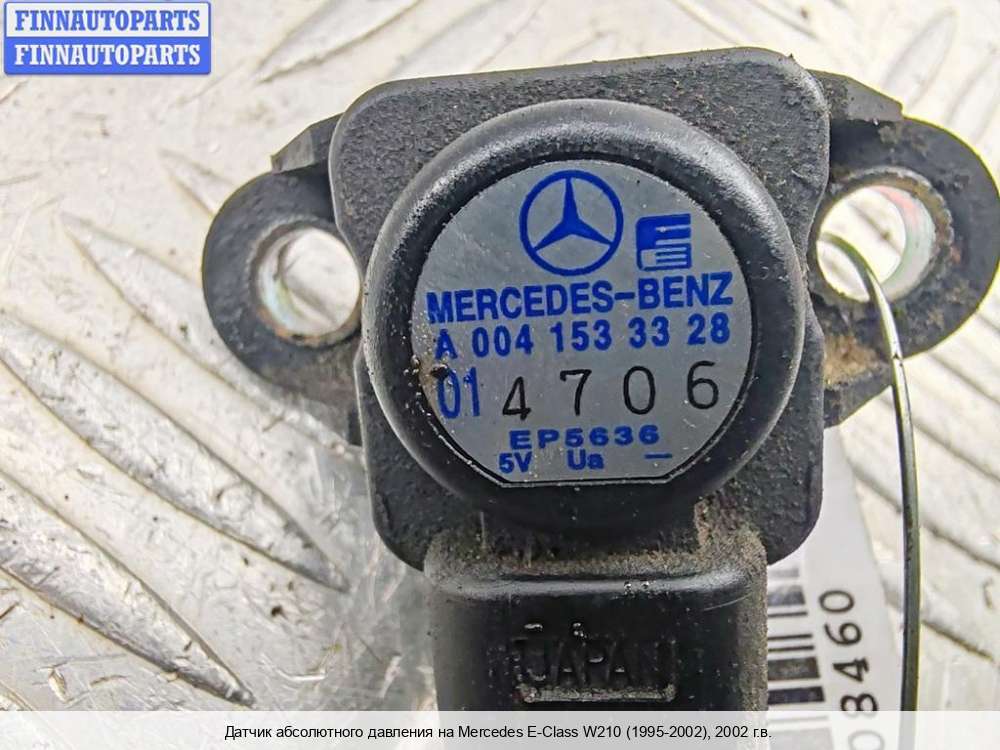 FINNAUTOPARTS
FINNAUTOPARTS
MERCEDES-BENZ
A 004 153 33 28
01 4706
EP5636
5V Ua —
JAPAN
08460
Датчик абсолютного давления на Mercedes E-Class W210 (1995-2002), 2002 г.в.